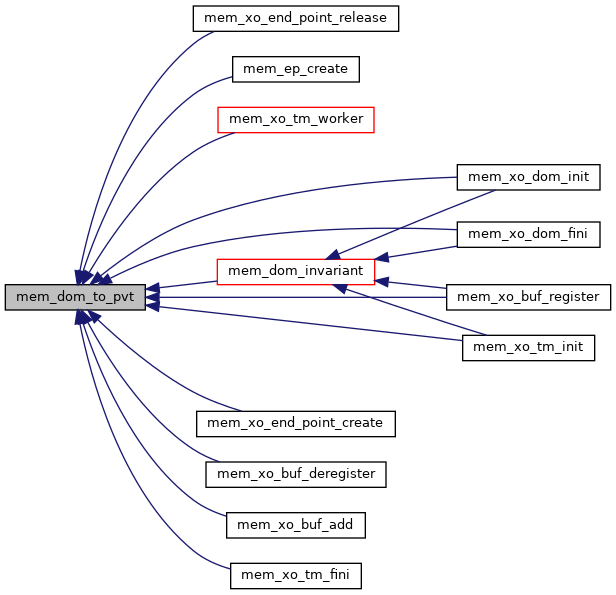 mem_xo_end_point_release
mem_ep_create
mem_xo_tm_worker
mem_xo_dom_init
mem_xo_dom_fini
mem_dom_invariant
mem_dom_to_pvt
mem_xo_buf_register
mem_xo_tm_init
mem_xo_end_point_create
mem_xo_buf_deregister
mem_xo_buf_add
mem_xo_tm_fini